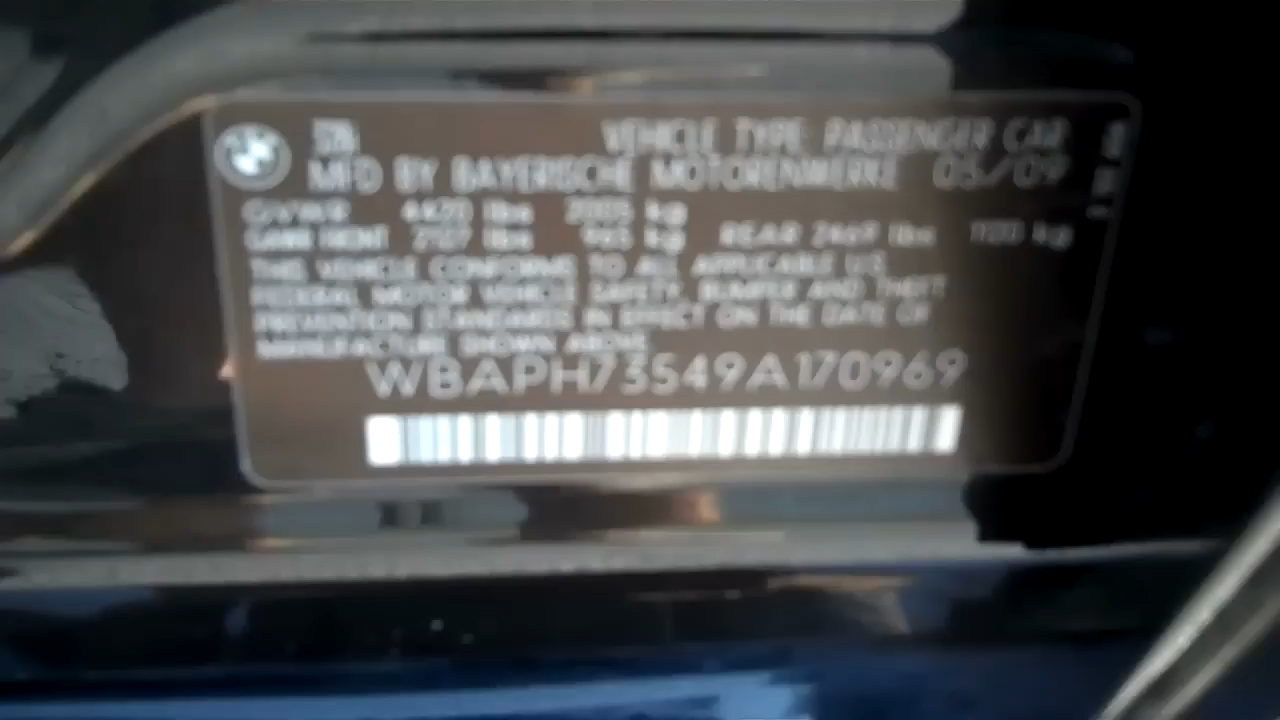 VEHICLE TYPE PASSENGER CAR
MFD BY BAYERISCHE MOTORENWERKE 05/09
GVWR 4420 lbs 2005 kg
GAWR FRONT 2107 lbs 965 kg REAR 2469 lbs 1120 kg
THIS VEHICLE CONFORMS TO ALL APPLICABLE U.S.
FEDERAL MOTOR VEHICLE SAFETY, BUMPER AND THEFT
PREVENTION STANDARDS IN EFFECT ON THE DATE OF
MANUFACTURE SHOWN ABOVE
WBAPH73549A170969